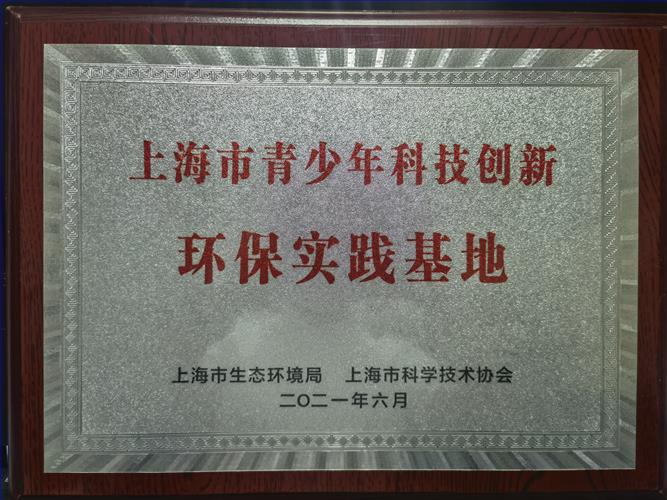 上海市青少年科技创新
环保实践基地
上海市生态环境局 上海市科学技术协会
二〇二一年六月